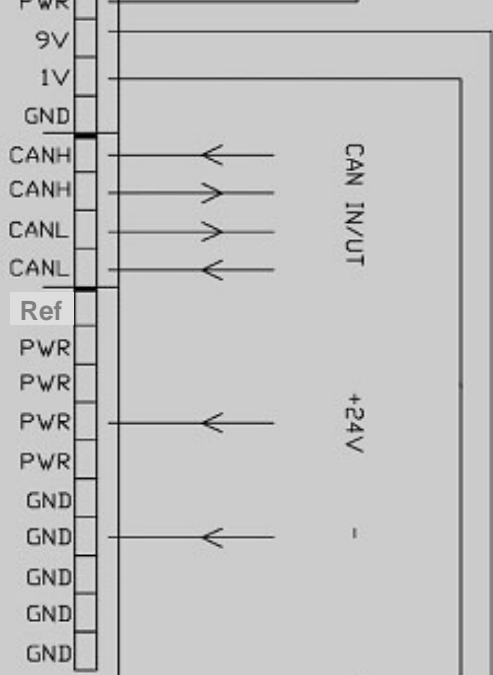 PWR
9V
1V
GND
CANH
CANH
CANL
CANL
CAN IN/UT
Ref
PWR
PWR
PWR
PWR
+24V
GND
GND
-
GND
GND
GND